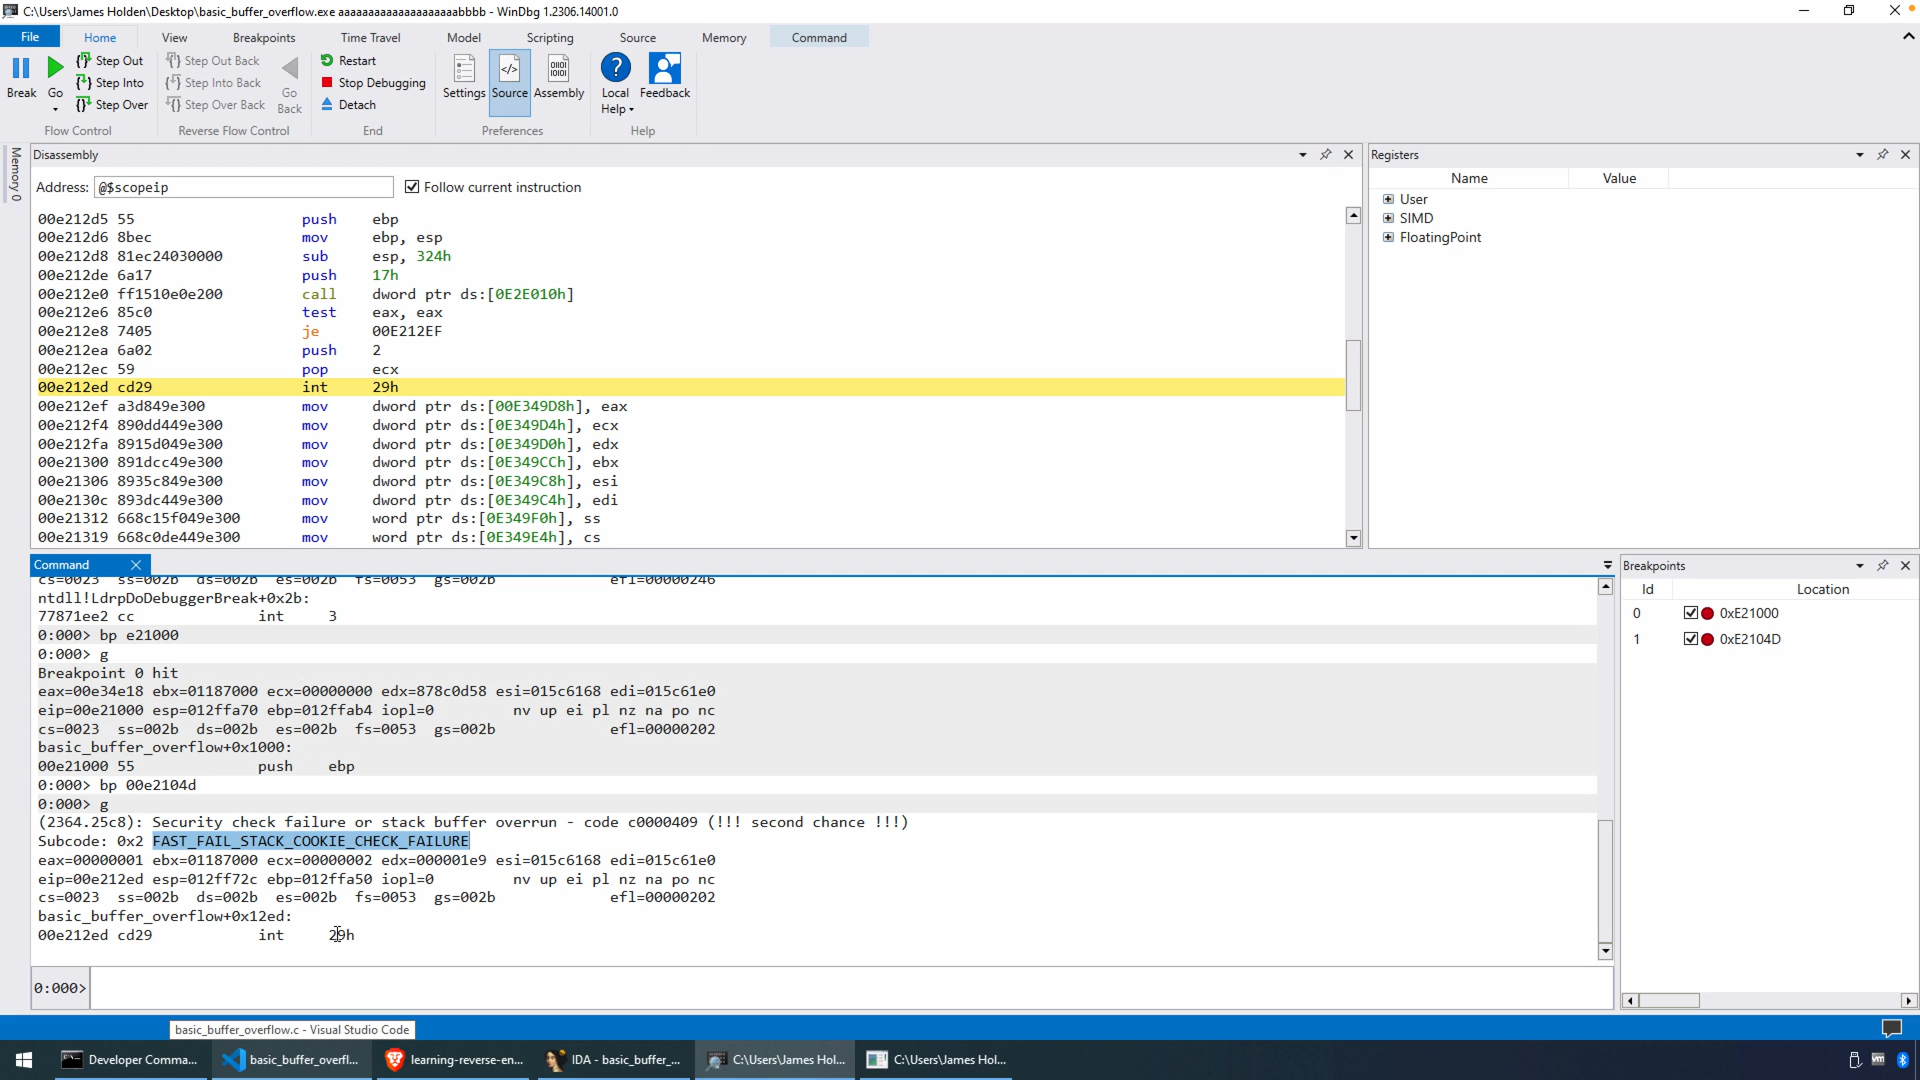 C:\Users\James Holden\Desktop\basic_buffer_overflow.exe aaaaaaaaaaaaaaaaaaaabbbb - WinDbg 1.2306.14001.0
File Home View Breakpoints Time Travel Model Scripting Source Memory Command
Step Out Step Out Back Restart
Step Into Step Into Back Stop Debugging
Break Go Step Over Step Over Back Go Back Detach Settings Source Assembly Local Help Feedback
Flow Control Reverse Flow Control End Preferences Help
Memory 0
Disassembly
Address: @$scopeip Follow current instruction
00e212d5 55 push ebp
00e212d6 8bec mov ebp, esp
00e212d8 81ec24030000 sub esp, 324h
00e212de 6a17 push 17h
00e212e0 ff1510e0e200 call dword ptr ds:[0E2E010h]
00e212e6 85c0 test eax, eax
00e212e8 7405 je 00E212EF
00e212ea 6a02 push 2
00e212ec 59 pop ecx
00e212ed cd29 int 29h
00e212ef a3d849e300 mov dword ptr ds:[00E349D8h], eax
00e212f4 890dd449e300 mov dword ptr ds:[0E349D4h], ecx
00e212fa 8915d049e300 mov dword ptr ds:[0E349D0h], edx
00e21300 891dcc49e300 mov dword ptr ds:[0E349CCh], ebx
00e21306 8935c849e300 mov dword ptr ds:[0E349C8h], esi
00e2130c 893dc449e300 mov dword ptr ds:[0E349C4h], edi
00e21312 668c15f049e300 mov word ptr ds:[0E349F0h], ss
00e21319 668c0de449e300 mov word ptr ds:[0E349E4h], cs
Registers
Name Value
User
SIMD
FloatingPoint
Command
cs=0023 ss=002b ds=002b es=002b fs=0053 gs=002b efl=00000246
ntdll!LdrpDoDebuggerBreak+0x2b:
77871ee2 cc int 3
0:000> bp e21000
0:000> g
Breakpoint 0 hit
eax=00e34e18 ebx=01187000 ecx=00000000 edx=878c0d58 esi=015c6168 edi=015c61e0
eip=00e21000 esp=012ffa70 ebp=012ffab4 iopl=0 nv up ei pl nz na po nc
cs=0023 ss=002b ds=002b es=002b fs=0053 gs=002b efl=00000202
basic_buffer_overflow+0x1000:
00e21000 55 push ebp
0:000> bp 00e2104d
0:000> g
(2364.25c8): Security check failure or stack buffer overrun - code c0000409 (!!! second chance !!!)
Subcode: 0x2 FAST_FAIL_STACK_COOKIE_CHECK_FAILURE
eax=00000001 ebx=01187000 ecx=00000002 edx=000001e9 esi=015c6168 edi=015c61e0
eip=00e212ed esp=012ff72c ebp=012ffa50 iopl=0 nv up ei pl nz na po nc
cs=0023 ss=002b ds=002b es=002b fs=0053 gs=002b efl=00000202
basic_buffer_overflow+0x12ed:
00e212ed cd29 int 29h
0:000>
Breakpoints
Id Location
0 0xE21000
1 0xE2104D
basic_buffer_overflow.c - Visual Studio Code
Developer Comma... basic_buffer_overfl... learning-reverse-en... IDA - basic_buffer_... C:\Users\James Hol... C:\Users\James Hol...